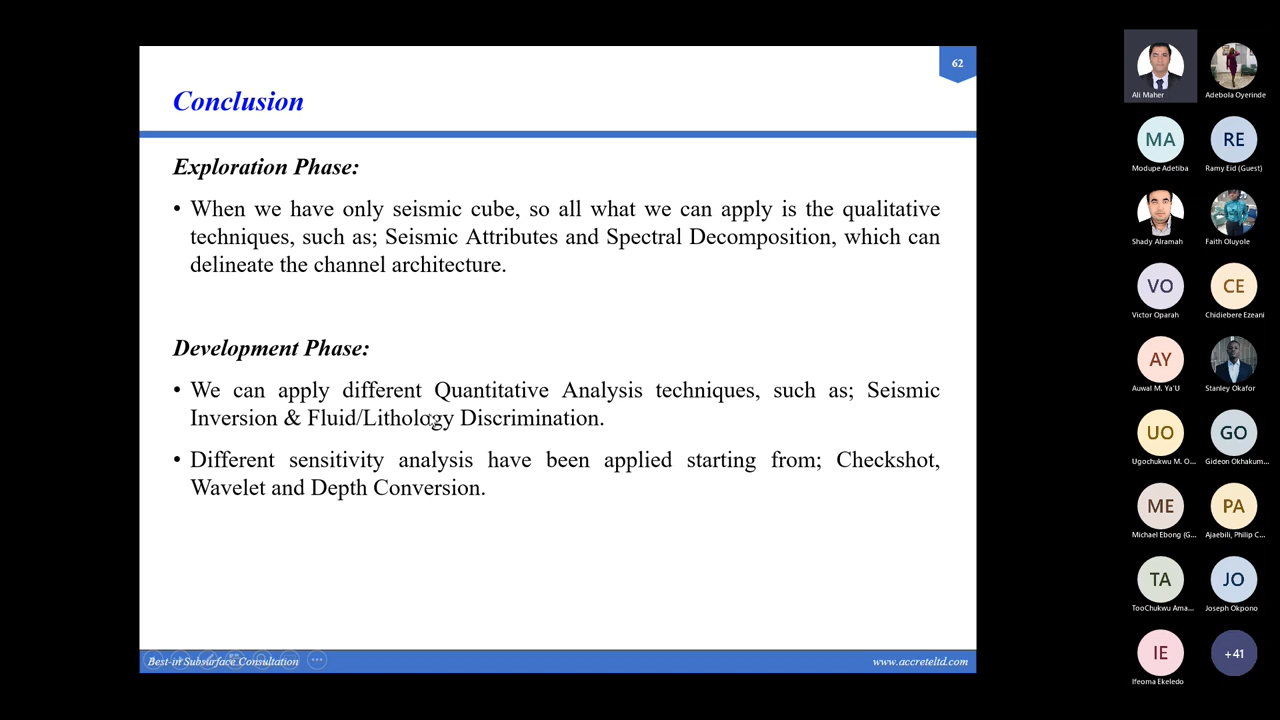 62
Conclusion
Exploration Phase:
• When we have only seismic cube, so all what we can apply is the qualitative
techniques, such as; Seismic Attributes and Spectral Decomposition, which can
delineate the channel architecture.
Development Phase:
• We can apply different Quantitative Analysis techniques, such as; Seismic
Inversion & Fluid/Lithology Discrimination.
• Different sensitivity analysis have been applied starting from; Checkshot,
Wavelet and Depth Conversion.
Best-in Subsurface Consultation
www.accreteltd.com
Ali Maher
Adebola Oyerinde
MA
RE
Modupe Adetiba
Ramy Eid (Guest)
Shady Alramah
Faith Oluyole
VO
CE
Victor Oparah
Chidiebere Ezeani
AY
Auwal M. Ya'U
Stanley Okafor
UO
GO
Ugochukwu M. O...
Gideon Okhakum...
ME
PA
Michael Ebong (G...
Ajaebili, Philip C...
TA
JO
TooChukwu Ama...
Joseph Okpono
IE
+41
Ifeoma Ekeledo